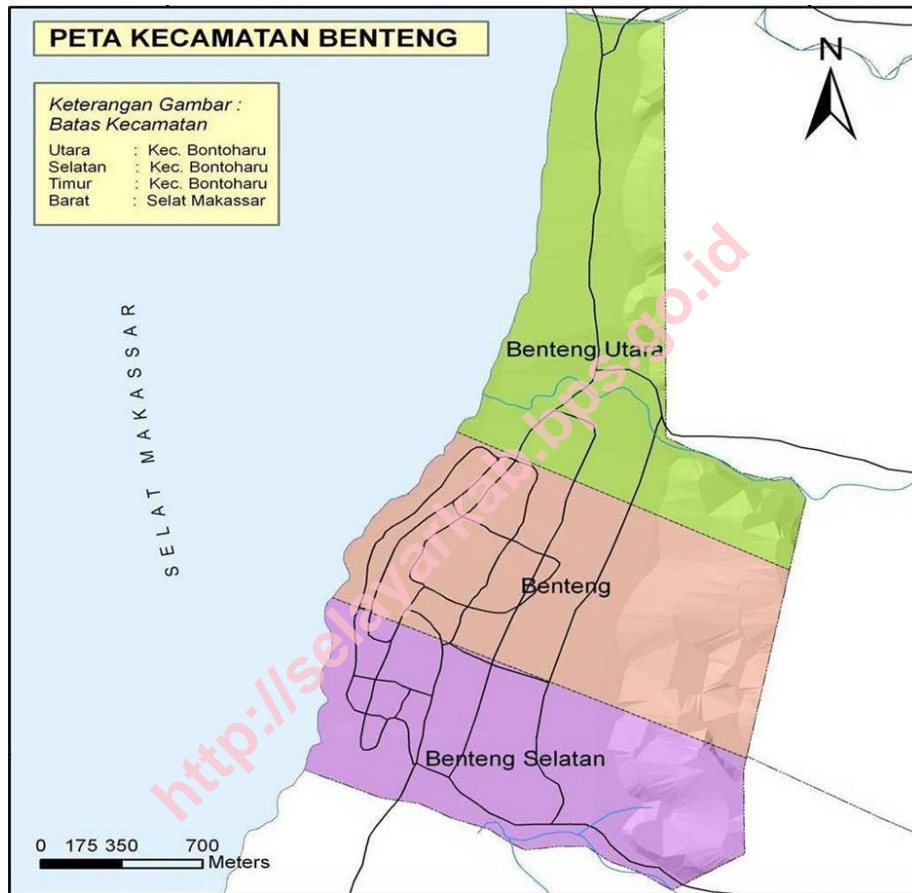 PETA KECAMATAN BENTENG
N
Keterangan Gambar :
Batas Kecamatan
Utara : Kec. Bontoharu
Selatan : Kec. Bontoharu
Timur : Kec. Bontoharu
Barat : Selat Makassar
SELAT MAKASSAR
Benteng Utara
Benteng
Benteng Selatan
http://selayarkab.bps.go.id
0 175 350 700
Meters